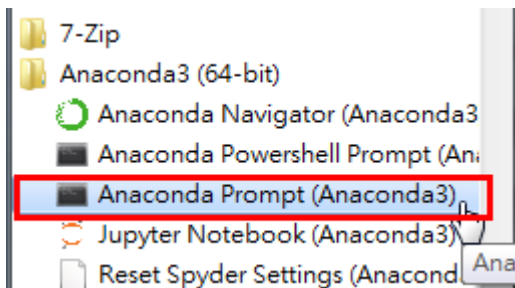 7-Zip
Anaconda3 (64-bit)
Anaconda Navigator (Anaconda3
Anaconda Powershell Prompt (Ana
Anaconda Prompt (Anaconda3)
Jupyter Notebook (Anaconda3)
Reset Spyder Settings (Anacond
Ana